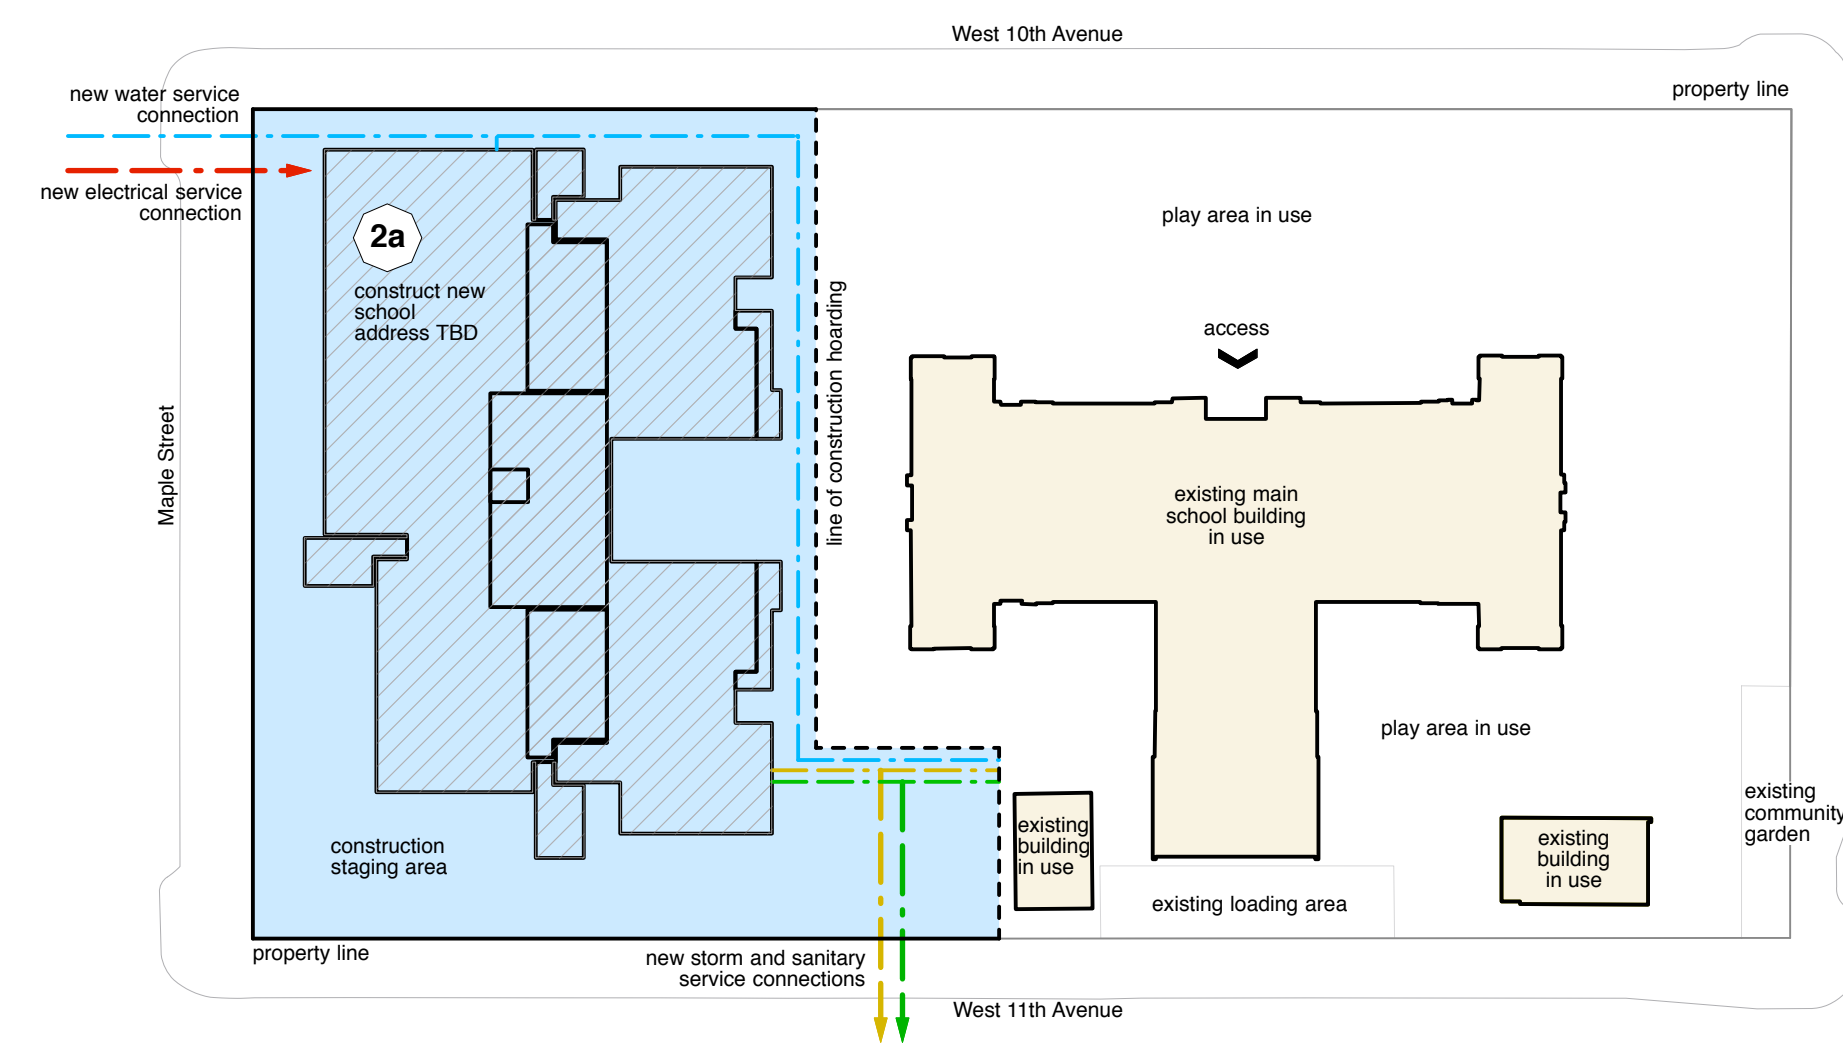 West 10th Avenue
property line
new water service
connection
new electrical service
connection
2a
construct new
school
address TBD
play area in use
access
line of construction hoarding
Maple Street
existing main
school building
in use
play area in use
existing
community
garden
existing
building
in use
existing
building
in use
construction
staging area
existing loading area
property line
new storm and sanitary
service connections
West 11th Avenue